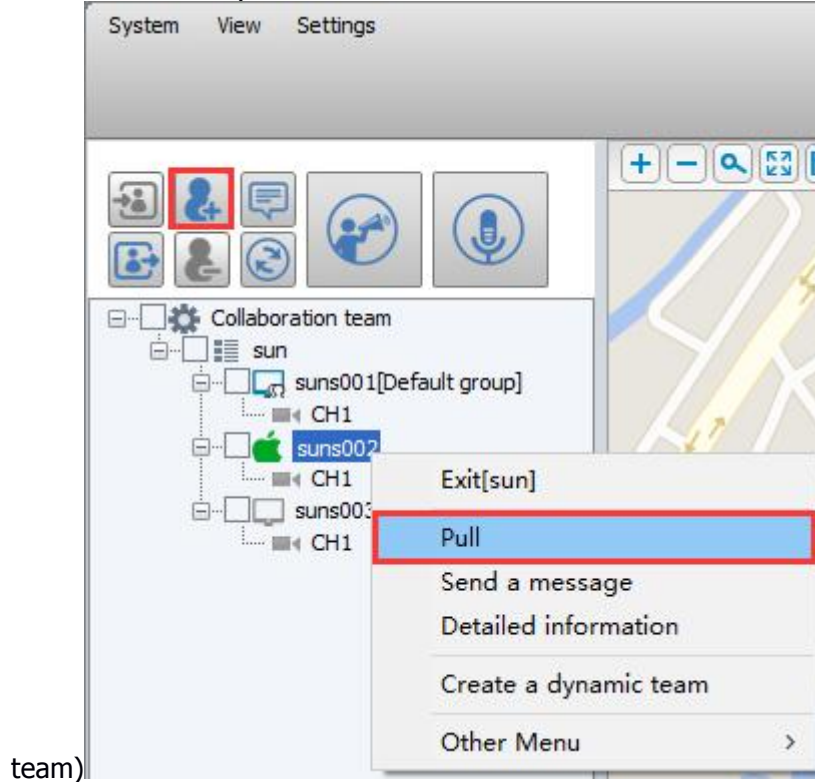 System View Settings
Collaboration team
sun
suns001[Default group]
CH1
suns002
CH1
suns003
CH1
Exit[sun]
Pull
Send a message
Detailed information
Create a dynamic team
Other Menu >
team)